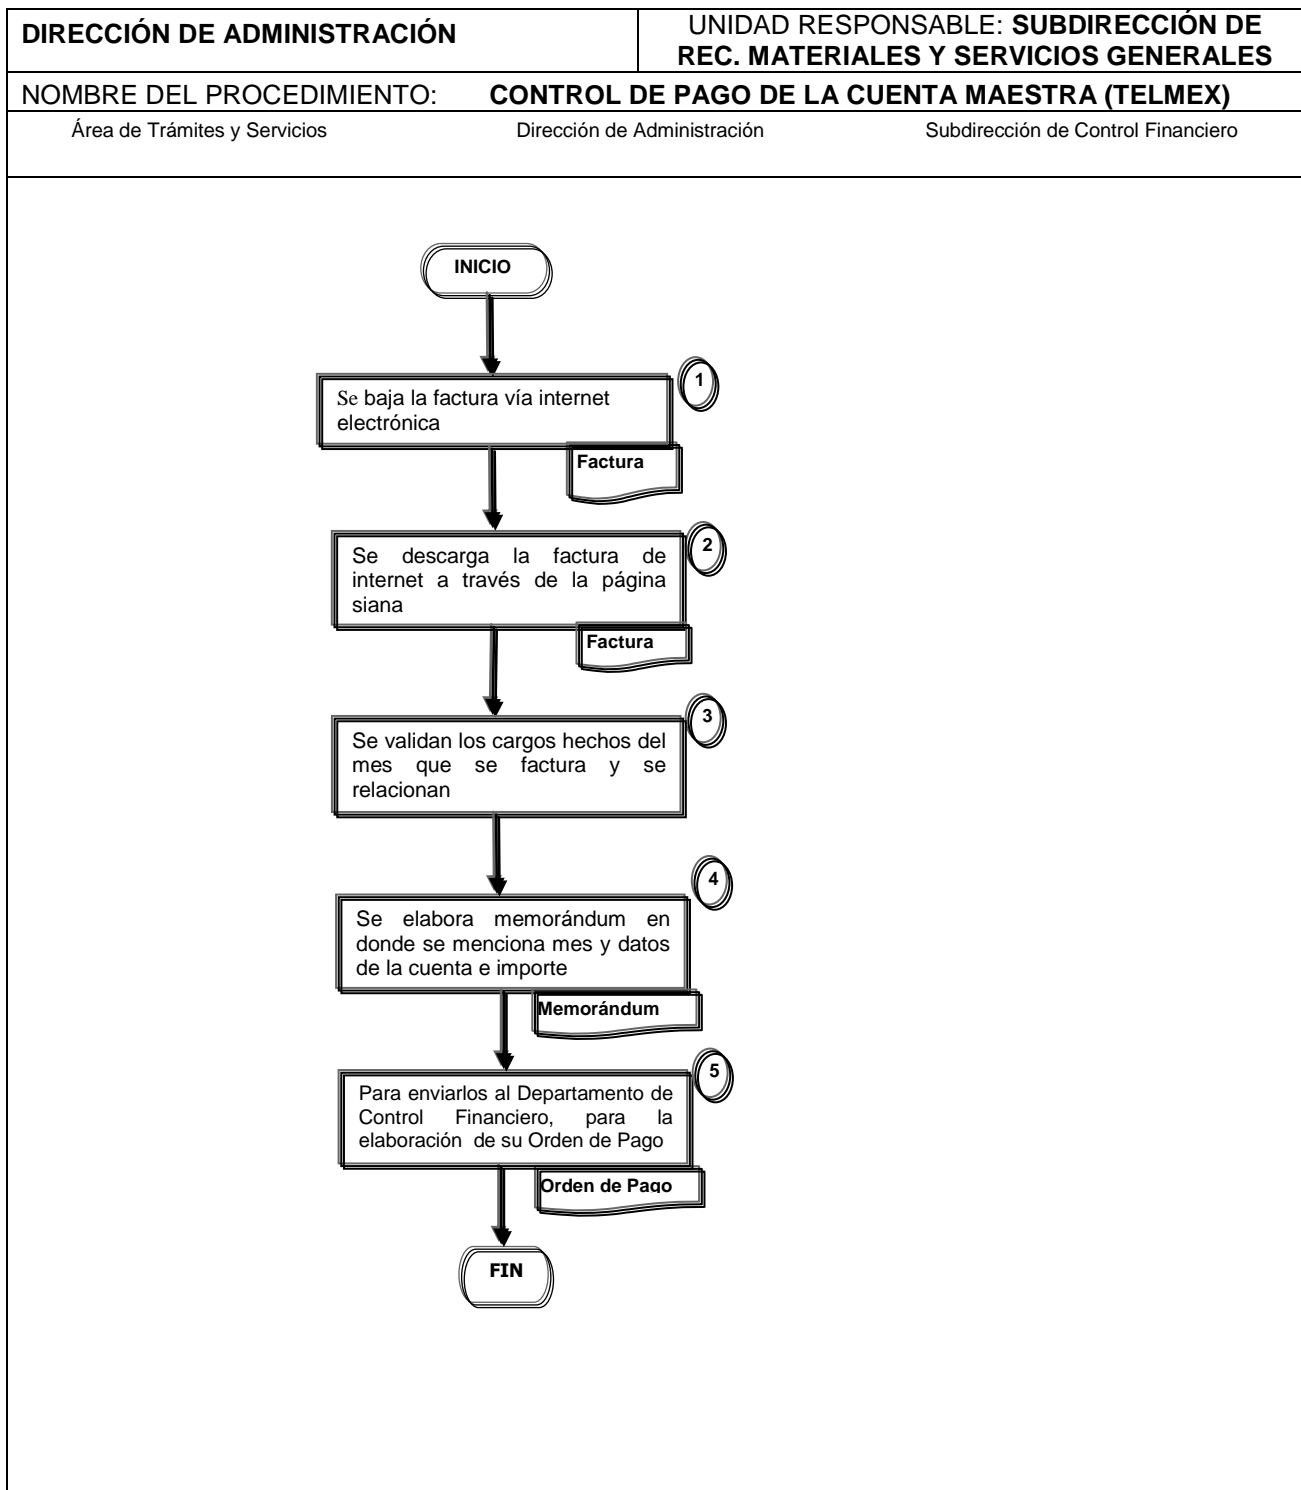 DIRECCIÓN DE ADMINISTRACIÓN
UNIDAD RESPONSABLE: SUBDIRECCIÓN DE
REC. MATERIALES Y SERVICIOS GENERALES
NOMBRE DEL PROCEDIMIENTO: CONTROL DE PAGO DE LA CUENTA MAESTRA (TELMEX)
Área de Trámites y Servicios Dirección de Administración Subdirección de Control Financiero
INICIO
1
Se baja la factura vía internet
electrónica
Factura
2
Se descarga la factura de
internet a través de la página
siana
Factura
3
Se validan los cargos hechos del
mes que se factura y se
relacionan
4
Se elabora memorándum en
donde se menciona mes y datos
de la cuenta e importe
Memorándum
5
Para enviarlos al Departamento de
Control Financiero, para la
elaboración de su Orden de Pago
Orden de Pago
FIN